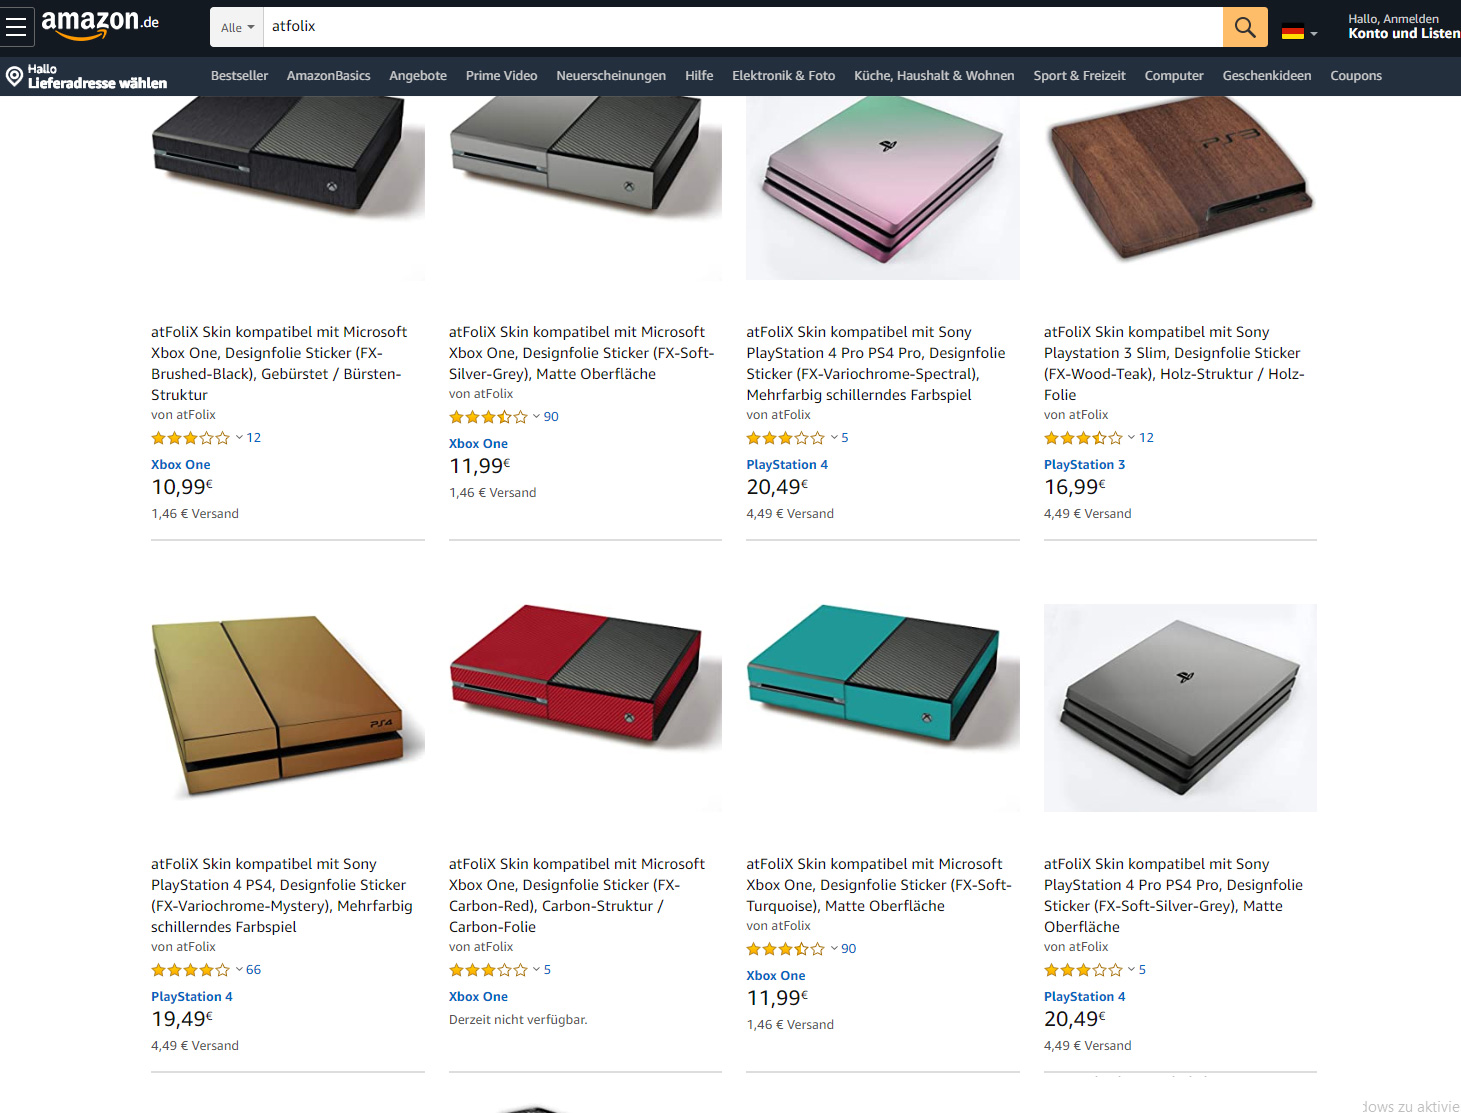 amazon.de
Alle
atfolix
Hallo, Anmelden
Konto und Listen
Hallo
Lieferadresse wählen
Bestseller AmazonBasics Angebote Prime Video Neuerscheinungen Hilfe Elektronik & Foto Küche, Haushalt & Wohnen Sport & Freizeit Computer Geschenkideen Coupons
PS3
atFoliX Skin kompatibel mit Microsoft
Xbox One, Designfolie Sticker (FX-
Brushed-Black), Gebürstet / Bürsten-
Struktur
von atFolix
12
Xbox One
10,99€
1,46 € Versand
atFoliX Skin kompatibel mit Microsoft
Xbox One, Designfolie Sticker (FX-Soft-
Silver-Grey), Matte Oberfläche
von atFolix
90
Xbox One
11,99€
1,46 € Versand
atFoliX Skin kompatibel mit Sony
PlayStation 4 Pro PS4 Pro, Designfolie
Sticker (FX-Variochrome-Spectral),
Mehrfarbig schillerndes Farbspiel
von atFolix
5
PlayStation 4
20,49€
4,49 € Versand
atFoliX Skin kompatibel mit Sony
Playstation 3 Slim, Designfolie Sticker
(FX-Wood-Teak), Holz-Struktur / Holz-
Folie
von atFolix
12
PlayStation 3
16,99€
4,49 € Versand
PS4
atFoliX Skin kompatibel mit Sony
PlayStation 4 PS4, Designfolie Sticker
(FX-Variochrome-Mystery), Mehrfarbig
schillerndes Farbspiel
von atFolix
66
PlayStation 4
19,49€
4,49 € Versand
atFoliX Skin kompatibel mit Microsoft
Xbox One, Designfolie Sticker (FX-
Carbon-Red), Carbon-Struktur /
Carbon-Folie
von atFolix
5
Xbox One
Derzeit nicht verfügbar.
atFoliX Skin kompatibel mit Microsoft
Xbox One, Designfolie Sticker (FX-Soft-
Turquoise), Matte Oberfläche
von atFolix
90
Xbox One
11,99€
1,46 € Versand
atFoliX Skin kompatibel mit Sony
PlayStation 4 Pro PS4 Pro, Designfolie
Sticker (FX-Soft-Silver-Grey), Matte
Oberfläche
von atFolix
5
PlayStation 4
20,49€
4,49 € Versand
dows zu aktivie